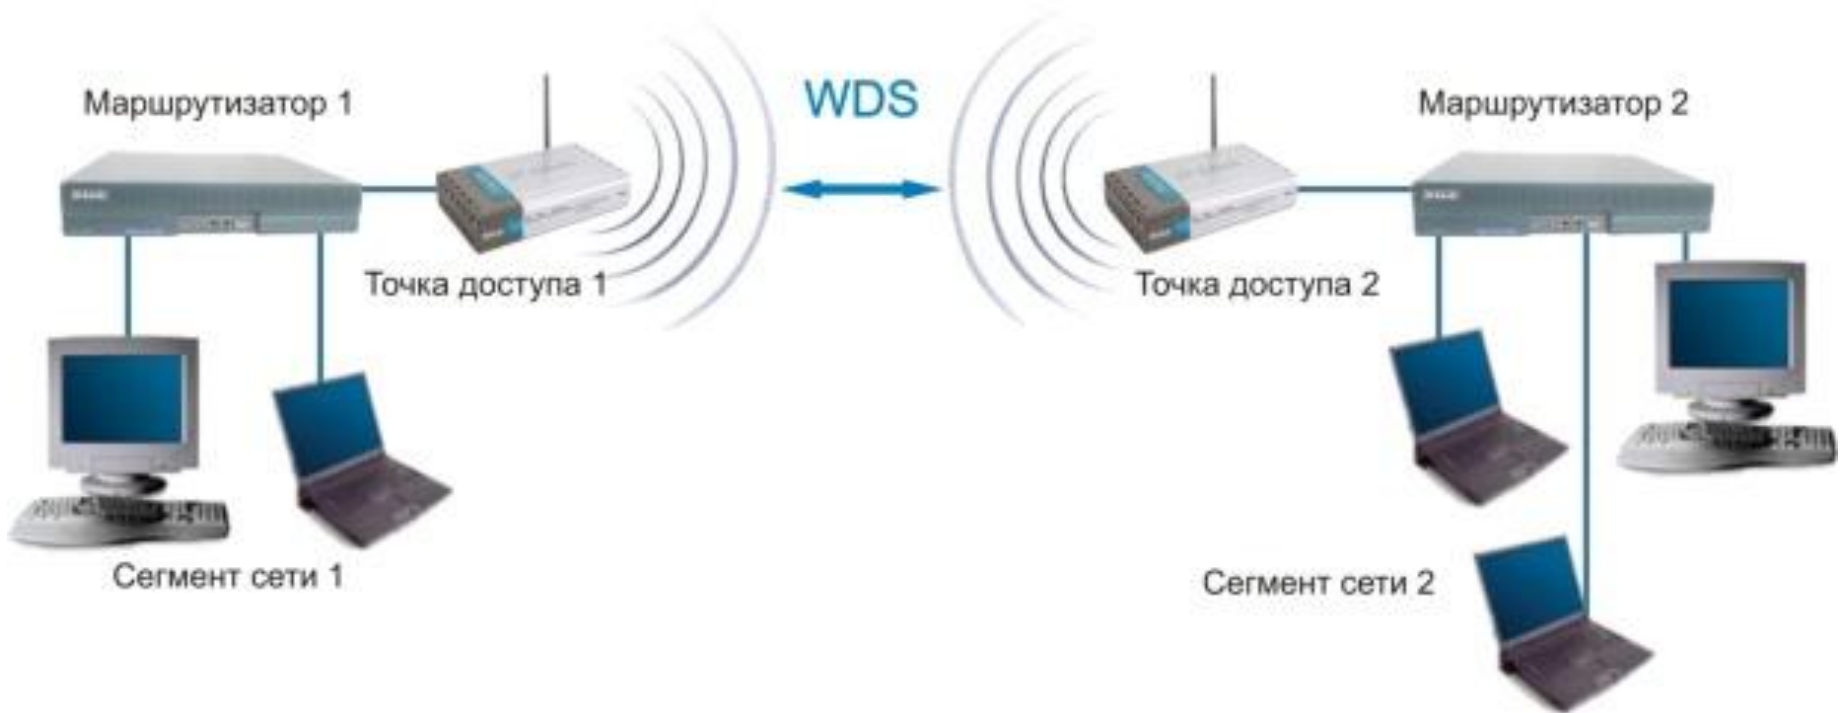 WDS
Маршрутизатор 1
Маршрутизатор 2
Точка доступа 1
Точка доступа 2
Сегмент сети 1
Сегмент сети 2